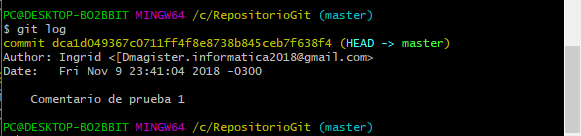 PC@DESKTOP-BO2BBIT MINGW64 /c/RepositorioGit (master)
$ git log
commit dca1d049367c0711ff4f8e8738b845ceb7f638f4 (HEAD -> master)
Author: Ingrid <[Dmagister.informatica2018@gmail.com>
Date:   Fri Nov 9 23:41:04 2018 -0300
    Comentario de prueba 1
PC@DESKTOP-BO2BBIT MINGW64 /c/RepositorioGit (master)